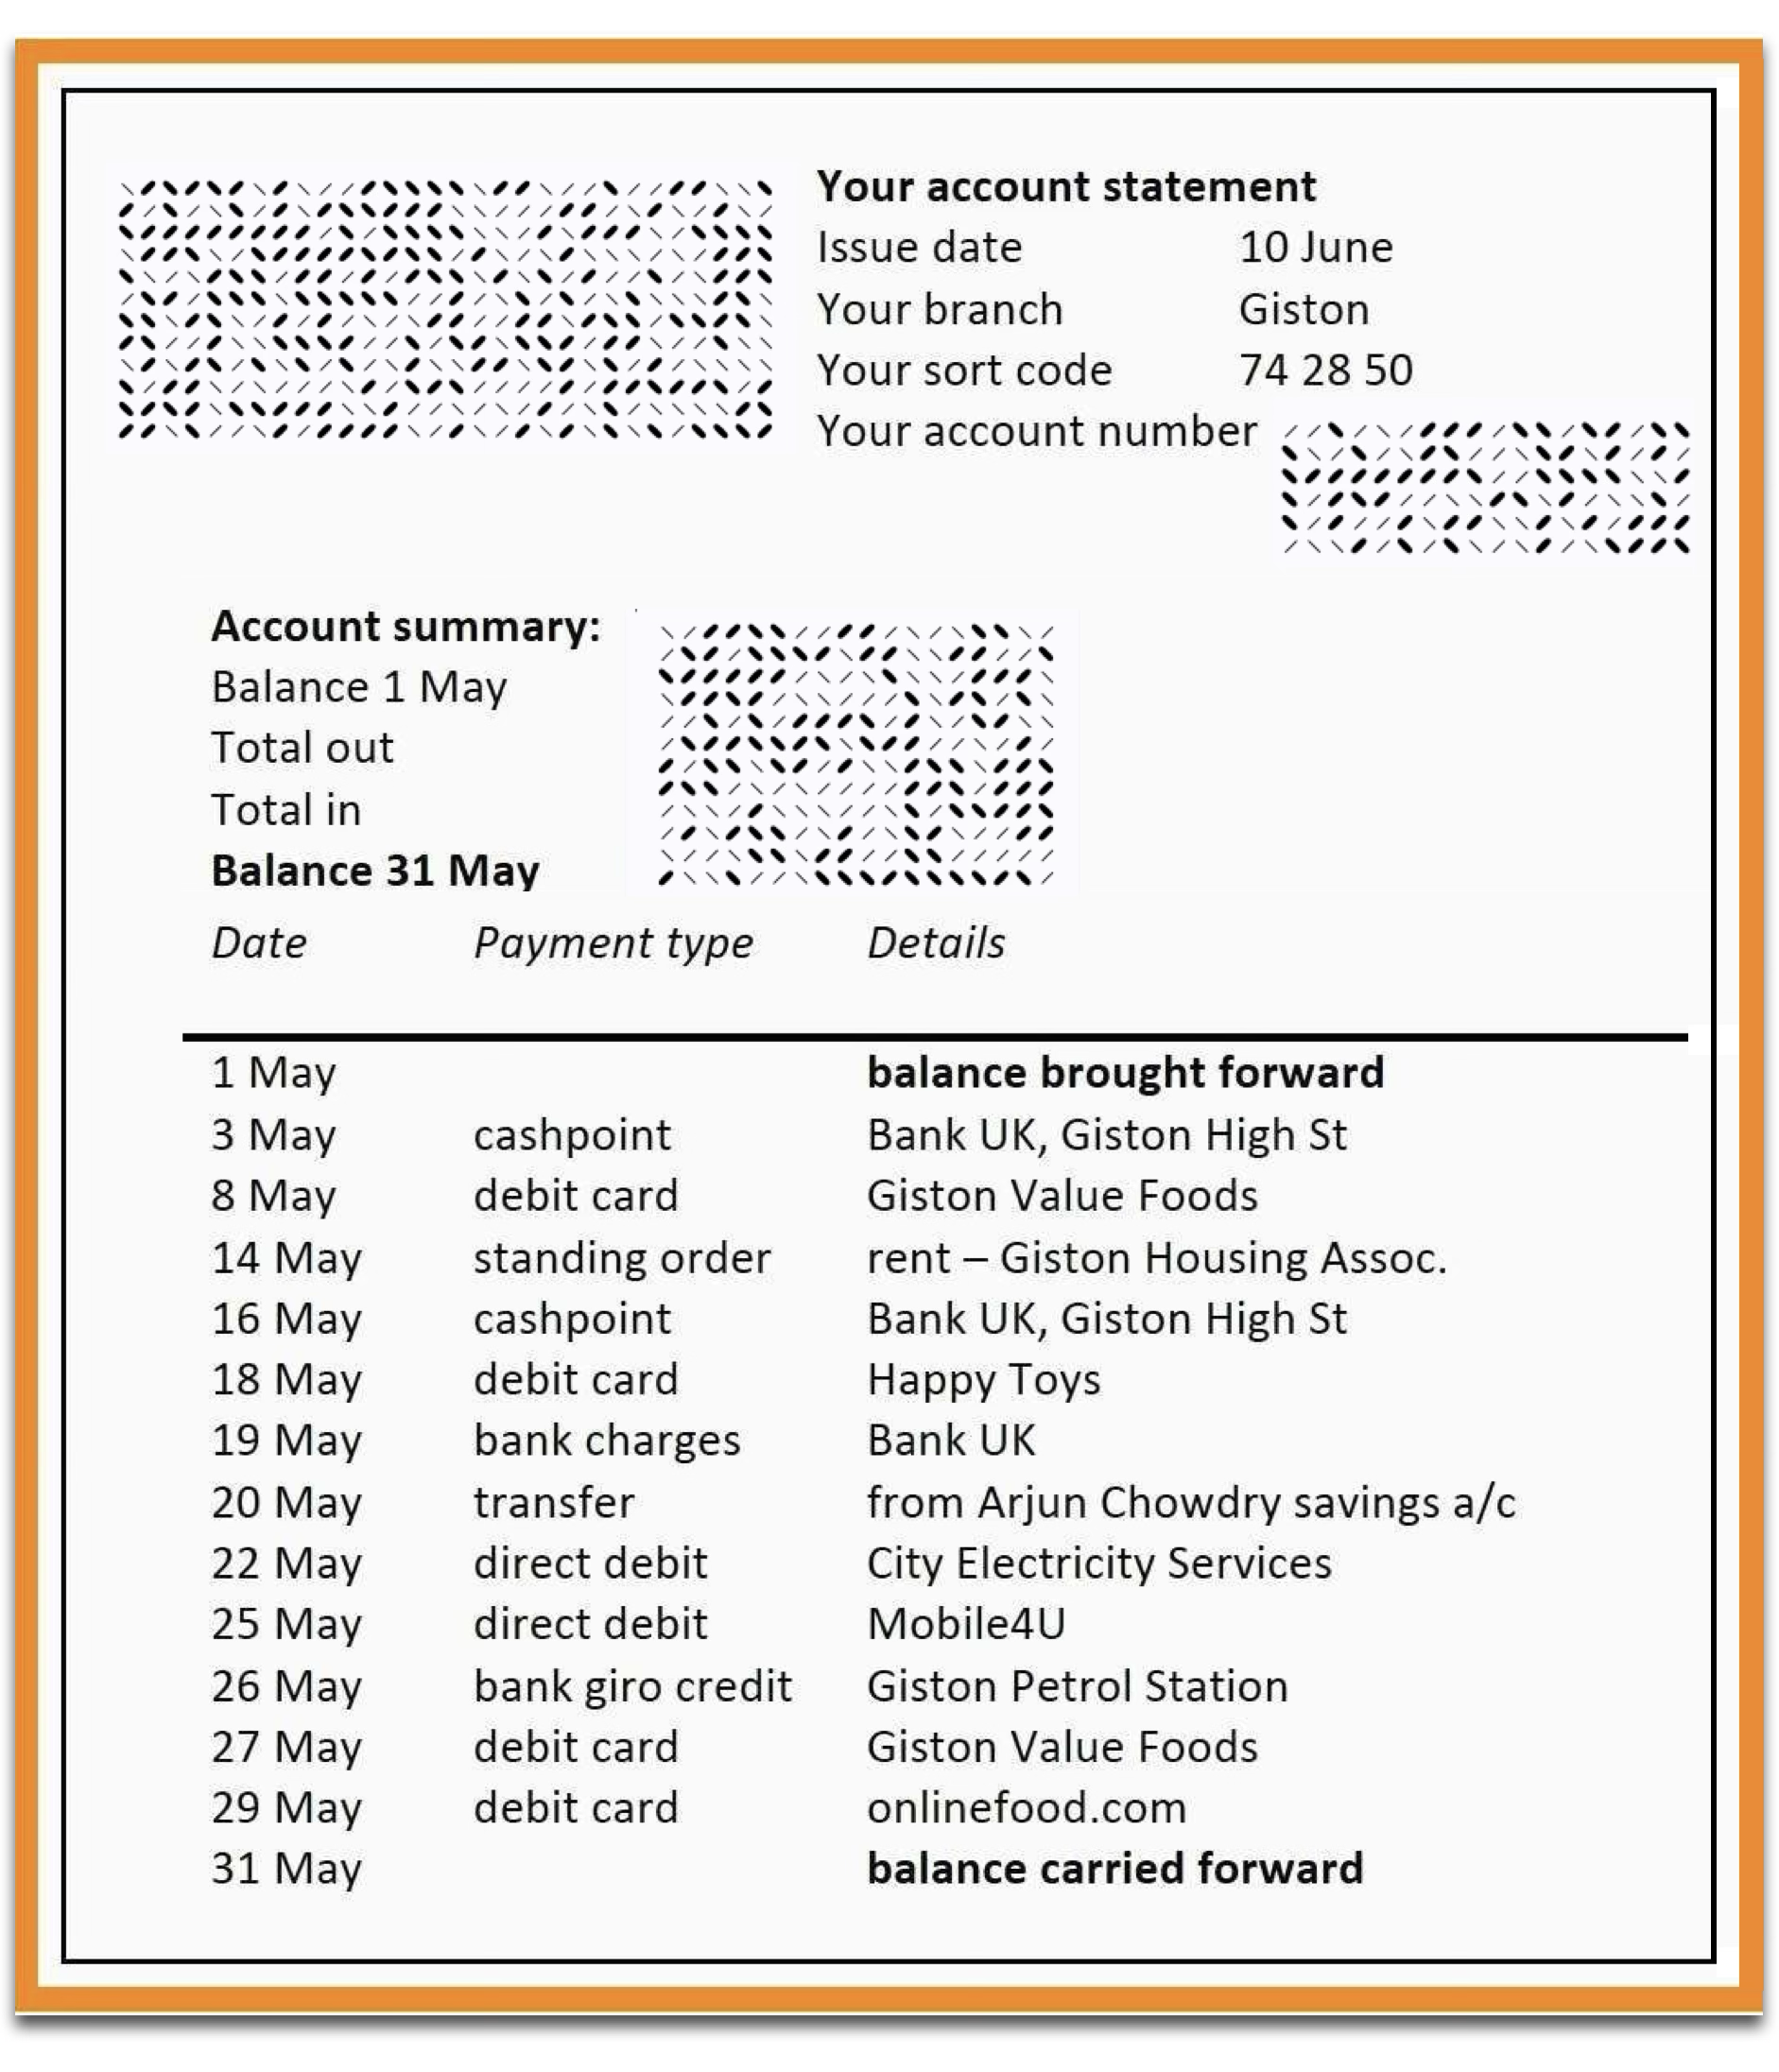 Your account statement
Issue date 10 June
Your branch Giston
Your sort code 74 28 50
Your account number
Account summary:
Balance 1 May
Total out
Total in
Balance 31 May
Date Payment type Details
1 May balance brought forward
3 May cashpoint Bank UK, Giston High St
8 May debit card Giston Value Foods
14 May standing order rent – Giston Housing Assoc.
16 May cashpoint Bank UK, Giston High St
18 May debit card Happy Toys
19 May bank charges Bank UK
20 May transfer from Arjun Chowdry savings a/c
22 May direct debit City Electricity Services
25 May direct debit Mobile4U
26 May bank giro credit Giston Petrol Station
27 May debit card Giston Value Foods
29 May debit card onlinefood.com
31 May balance carried forward